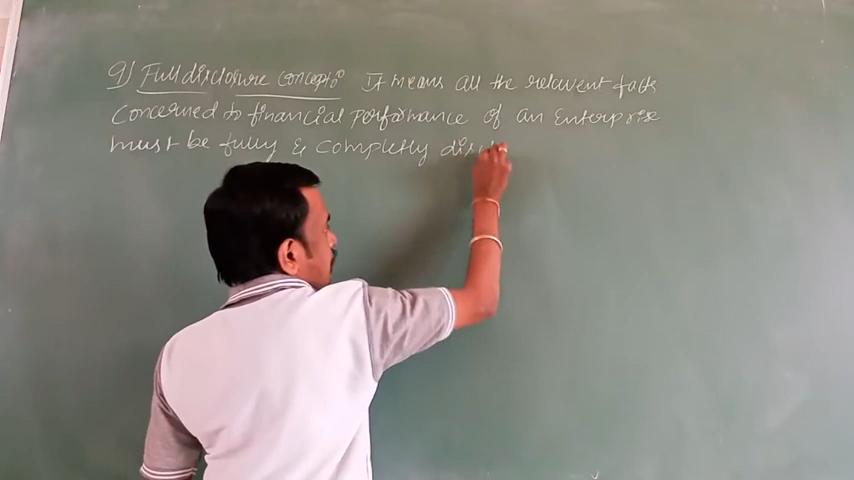 9) Full disclosure concept:  It means all the relavent facts
concerned to financial performance of an Enterprise
must be fully & completly